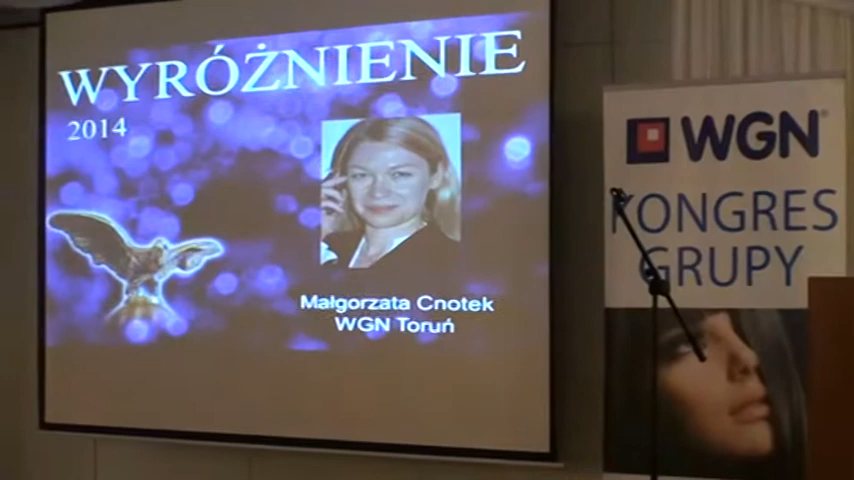 WYRÓŻNIENIE
2014
Małgorzata Cnotek
WGN Toruń
WGN®
KONGRES
GRUPY